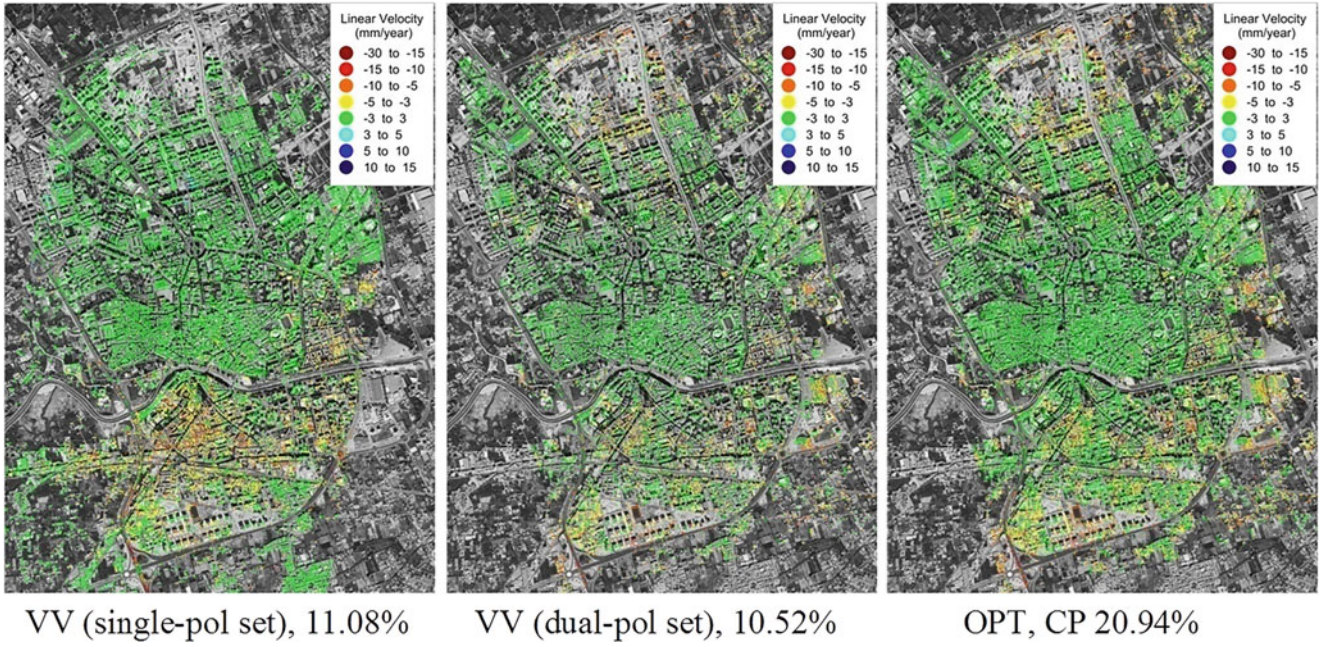 Linear Velocity
(mm/year)
-30 to -15
-15 to -10
-10 to -5
-5 to -3
-3 to 3
3 to 5
5 to 10
10 to 15
Linear Velocity
(mm/year)
-30 to -15
-15 to -10
-10 to -5
-5 to -3
-3 to 3
3 to 5
5 to 10
10 to 15
Linear Velocity
(mm/year)
-30 to -15
-15 to -10
-10 to -5
-5 to -3
-3 to 3
3 to 5
5 to 10
10 to 15
VV (single-pol set), 11.08%
VV (dual-pol set), 10.52%
OPT, CP 20.94%